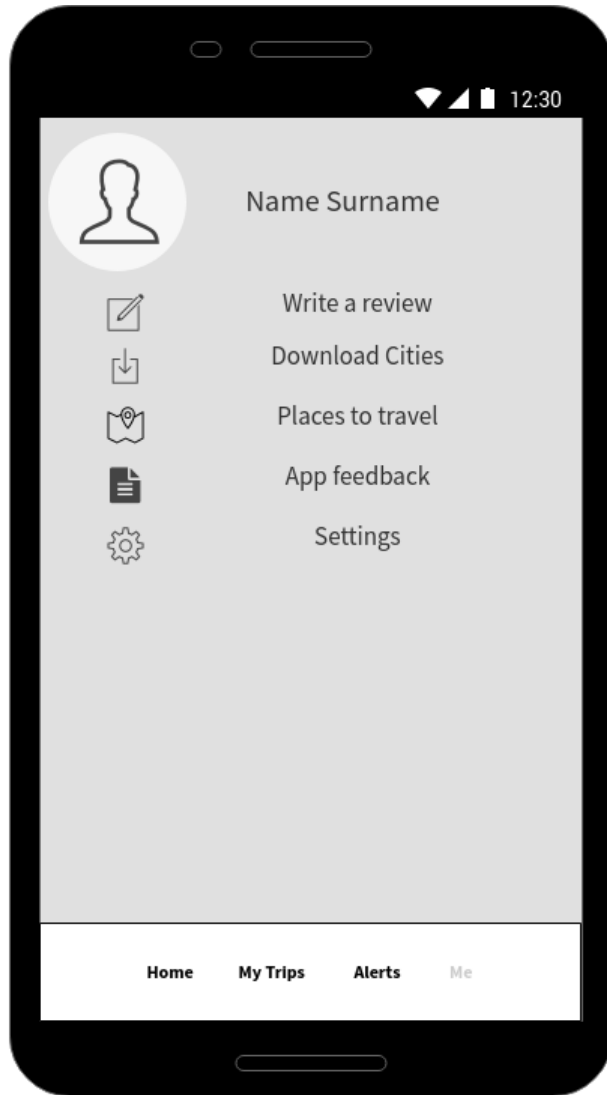 12:30
Name Surname
Write a review
Download Cities
Places to travel
App feedback
Settings
Home My Trips Alerts Me